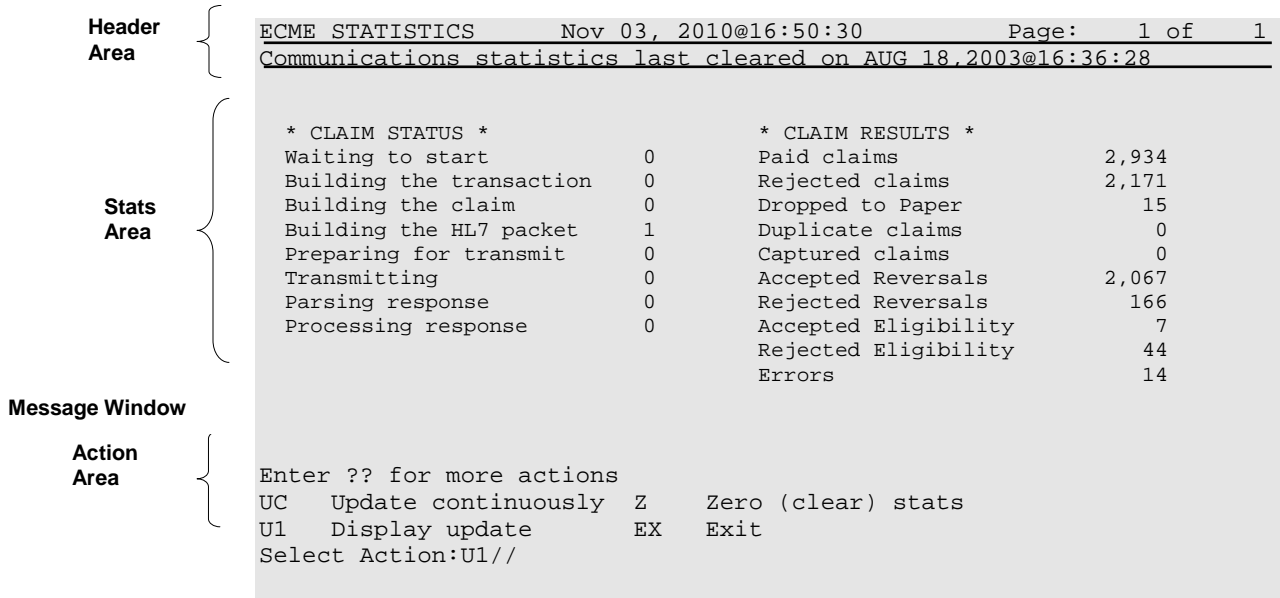 Header
Area
ECME STATISTICS Nov 03, 2010@16:50:30 Page: 1 of 1
Communications statistics last cleared on AUG 18,2003@16:36:28
Stats
Area
* CLAIM STATUS * * CLAIM RESULTS *
Waiting to start 0 Paid claims 2,934
Building the transaction 0 Rejected claims 2,171
Building the claim 0 Dropped to Paper 15
Building the HL7 packet 1 Duplicate claims 0
Preparing for transmit 0 Captured claims 0
Transmitting 0 Accepted Reversals 2,067
Parsing response 0 Rejected Reversals 166
Processing response 0 Accepted Eligibility 7
Rejected Eligibility 44
Errors 14
Message Window
Action
Area
Enter ?? for more actions
UC Update continuously Z Zero (clear) stats
U1 Display update EX Exit
Select Action:U1//